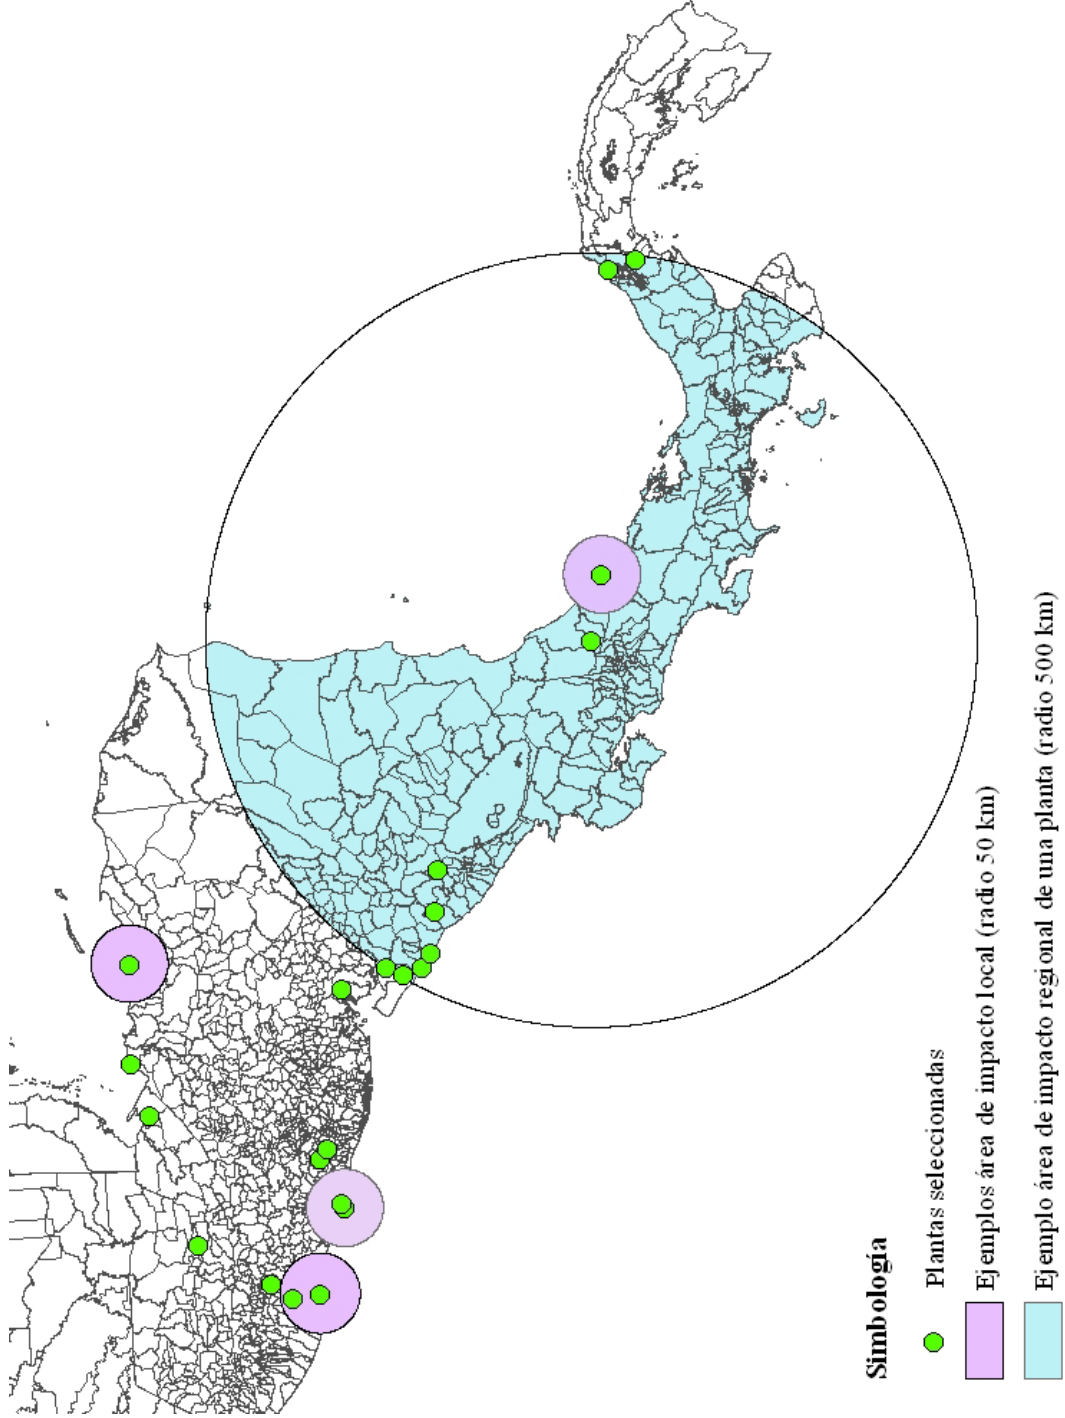 Simbología
Plantas seleccionadas
Ejemplos área de impacto local (radio 50 km)
Ejemplo área de impacto regional de una planta (radio 500 km)